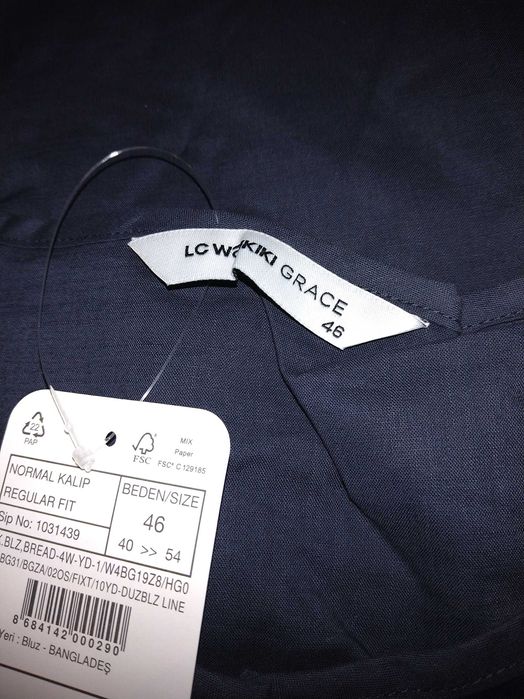 LC W
IKIKI GRACE
46
22
PAP
FSC
MIX
Paper
FSC® C 129185
NORMAL KALIP
REGULAR FIT
BEDEN/SIZE
46
40 >> 54
Sip No: 1031439
.BLZ,BREAD-4W-YD-1/W4BG19Z8/HG0
BG31/BGZA/02OS/FIXT/10YD-DUZBLZ LINE
8 684142 000290
Yeri : Bluz - BANGLADEŞ